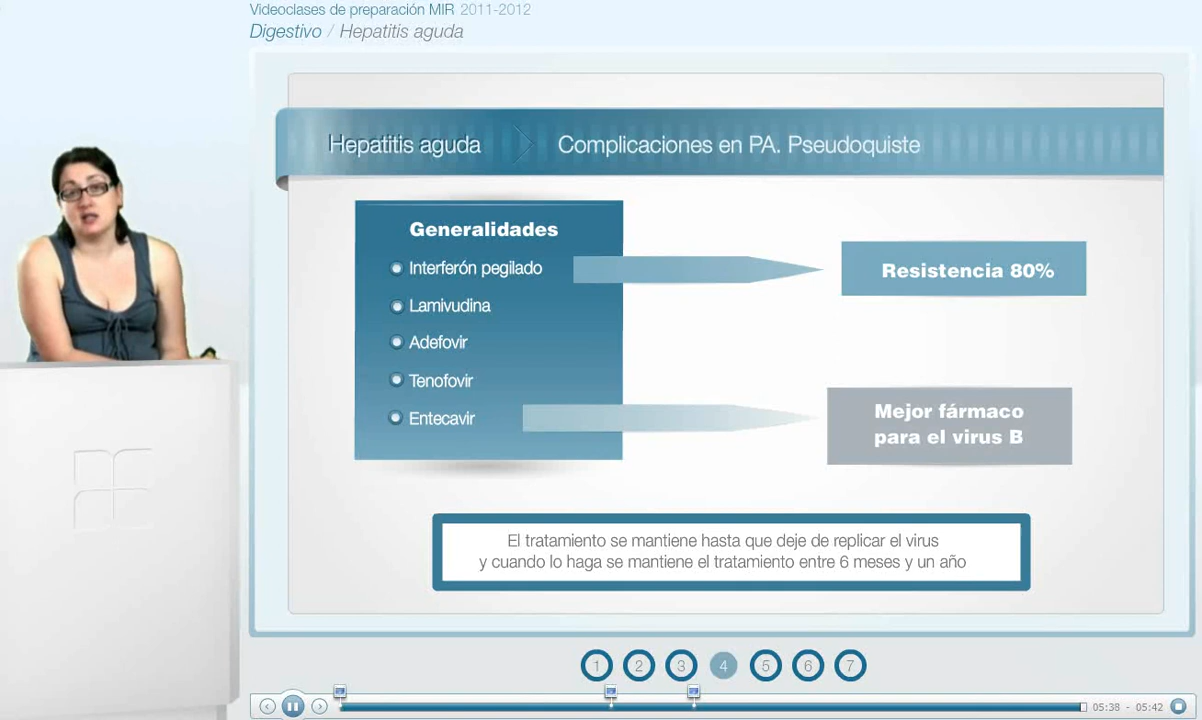 Videoclases de preparación MIR 2011-2012
Digestivo / Hepatitis aguda
Hepatitis aguda
Complicaciones en PA. Pseudoquiste
Generalidades
Interferón pegilado
Lamivudina
Adefovir
Tenofovir
Entecavir
Resistencia 80%
Mejor fármaco
para el virus B
El tratamiento se mantiene hasta que deje de replicar el virus
y cuando lo haga se mantiene el tratamiento entre 6 meses y un año
1 2 3 4 5 6 7
05:38 - 05:42